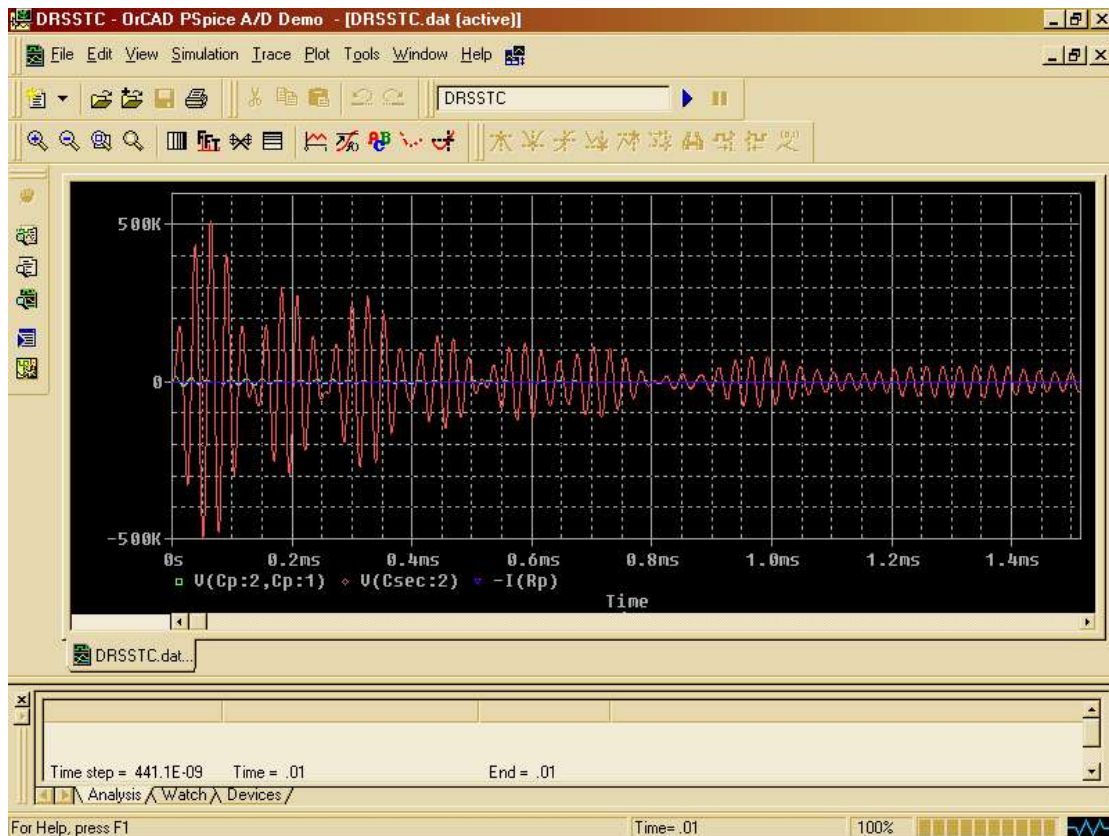 DRSSTC - OrCAD PSpice A/D Demo - [DRSSTC.dat (active)]
File Edit View Simulation Trace Plot Tools Window Help
DRSSTC
FFT
ABC
500K
0
-500K
0s 0.2ms 0.4ms 0.6ms 0.8ms 1.0ms 1.2ms 1.4ms
V(Cp:2,Cp:1) V(Csec:2) -I(Rp)
Time
DRSSTC.dat...
Time step = 441.1E-09 Time = .01 End = .01
Analysis Watch Devices
For Help, press F1 Time= .01 100%